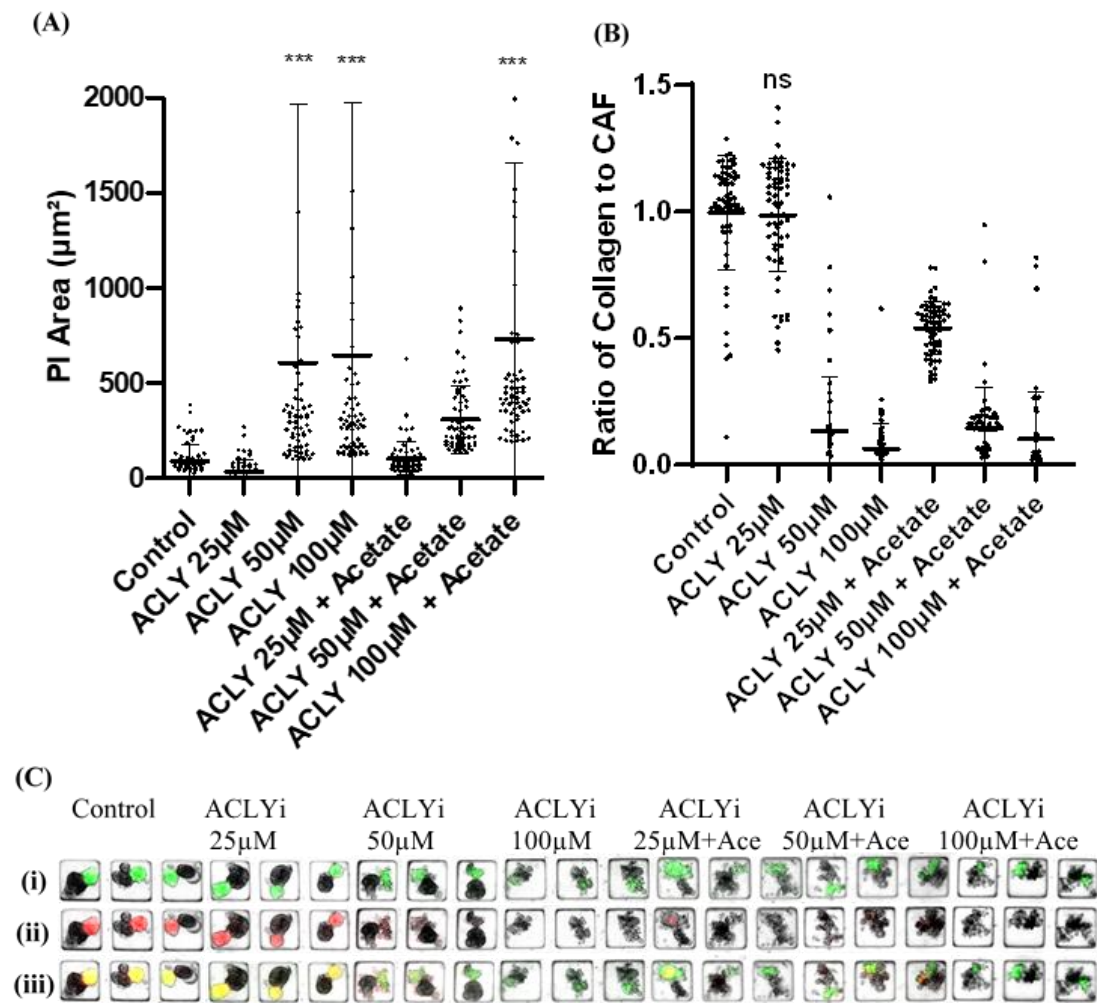 (A)
*** *** ***
PI Area (µm²)
2000
1500
1000
500
0
Control
ACLY 25µM
ACLY 50µM
ACLY 100µM
ACLY 25µM + Acetate
ACLY 50µM + Acetate
ACLY 100µM + Acetate
(B)
ns
Ratio of Collagen to CAF
1.5
1.0
0.5
0.0
Control
ACLY 25µM
ACLY 50µM
ACLY 100µM
ACLY 25µM + Acetate
ACLY 50µM + Acetate
ACLY 100µM + Acetate
(C)
Control ACLYi ACLYi ACLYi ACLYi ACLYi ACLYi
25µM 50µM 100µM 25µM+Ace 50µM+Ace 100µM+Ace
(i)
(ii)
(iii)